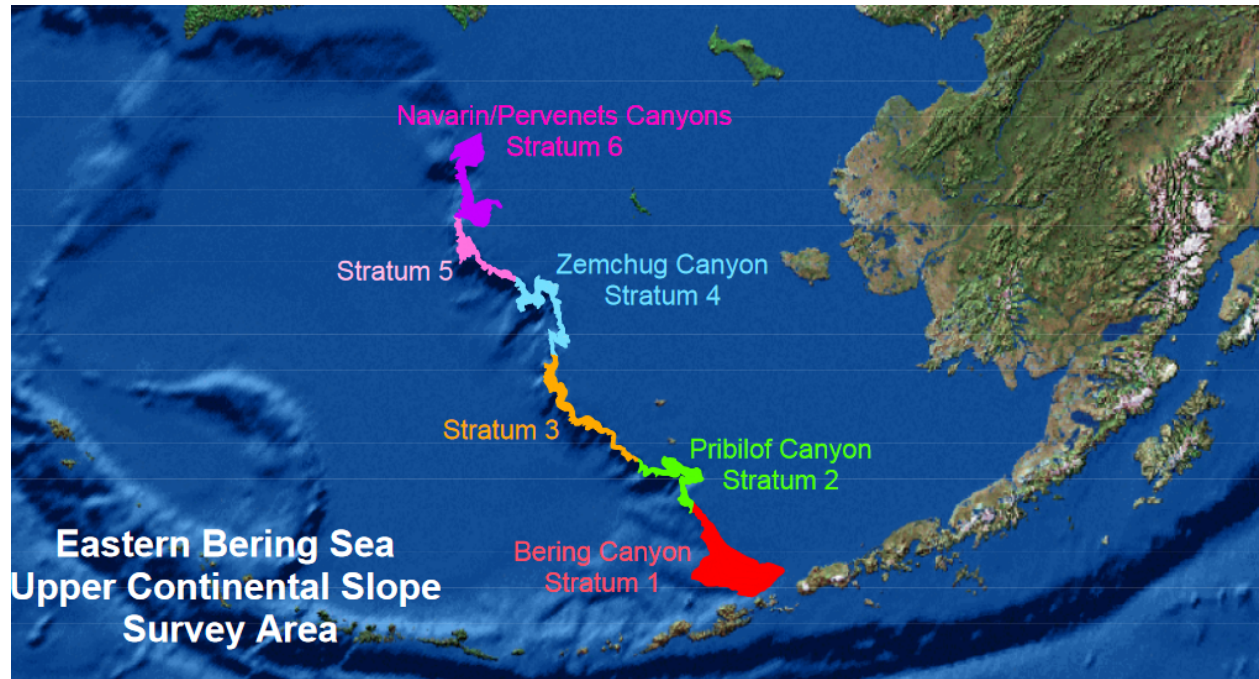 Navarin/Pervenets Canyons
Stratum 6
Stratum 5
Zemchug Canyon
Stratum 4
Stratum 3
Pribilof Canyon
Stratum 2
Bering Canyon
Stratum 1
Eastern Bering Sea
Upper Continental Slope
Survey Area